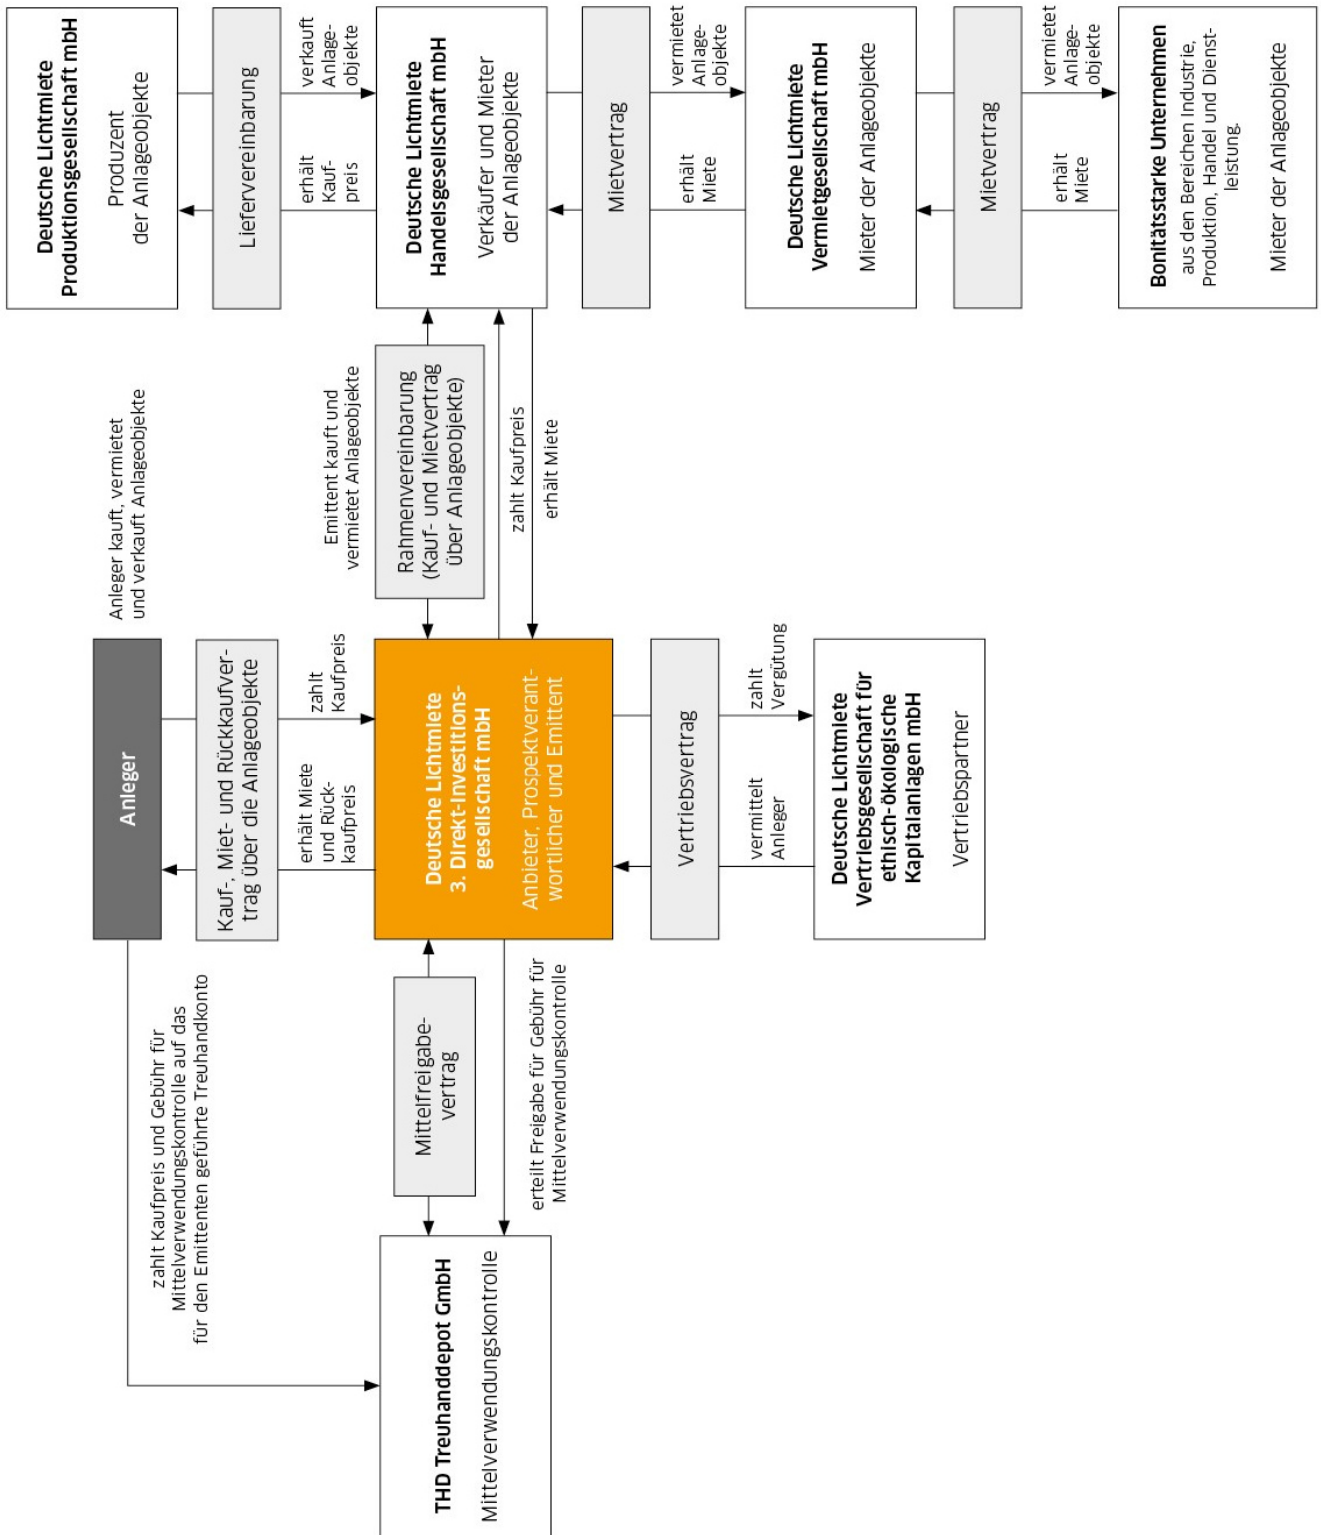 Anleger
Anleger kauft, vermietet
und verkauft Anlageobjekte
Deutsche Lichtmiete
Produktionsgesellschaft mbH
Produzent
der Anlageobjekte
zahlt Kaufpreis und Gebühr für
Mittelverwendungskontrolle auf das
für den Emittenten geführte Treuhandkonto
Kauf-, Miet- und Rückkaufver-
trag über die Anlageobjekte
Liefervereinbarung
erhält Miete
und Rück-
kaufpreis
zahlt
Kaufpreis
erhält
Kauf-
preis
verkauft
Anlage-
objekte
THD Treuhanddepot GmbH
Mittelverwendungskontrolle
Mittelfreigabe-
vertrag
erteilt Freigabe für Gebühr für
Mittelverwendungskontrolle
Deutsche Lichtmiete
3. Direkt-Investitions-
gesellschaft mbH
Anbieter, Prospektverant-
wortlicher und Emittent
Emittent kauft und
vermietet Anlageobjekte
Rahmenvereinbarung
(Kauf- und Mietvertrag
über Anlageobjekte)
zahlt Kaufpreis
erhält Miete
Deutsche Lichtmiete
Handelsgesellschaft mbH
Verkäufer und Mieter
der Anlageobjekte
Vertriebsvertrag
vermittelt
Anleger
zahlt
Vergütung
Deutsche Lichtmiete
Vertriebsgesellschaft für
ethisch-ökologische
Kapitalanlagen mbH
Vertriebspartner
Mietvertrag
erhält
Miete
vermietet
Anlage-
objekte
Deutsche Lichtmiete
Vermietgesellschaft mbH
Mieter der Anlageobjekte
Mietvertrag
erhält
Miete
vermietet
Anlage-
objekte
Bonitätsstarke Unternehmen
aus den Bereichen Industrie,
Produktion, Handel und Dienst-
leistung.
Mieter der Anlageobjekte